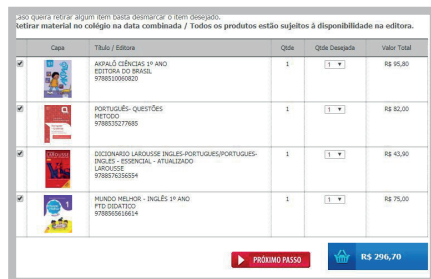 Caso queira retirar algum item basta desmarcar o item desejado.
Retirar material no colégio na data combinada / Todos os produtos estão sujeitos á disponibilidade na editora.
Capa Título / Editora Qtde Qtde Desejada Valor Total
AKPALÔ CIÊNCIAS 1º ANO 1 1 R$ 95,80
EDITORA DO BRASIL
9788510060820
PORTUGUÊS- QUESTÕES 1 1 R$ 82,00
METODO
9788535277685
DICIONARIO LAROUSSE INGLES-PORTUGUES/PORTUGUES- 1 1 R$ 43,90
INGLES - ESSENCIAL - ATUALIZADO
LAROUSSE
9788576356554
MUNDO MELHOR - INGLÊS 1º ANO 1 1 R$ 75,00
PTD DIDATICO
9788565616614
PRÓXIMO PASSO R$ 296,70